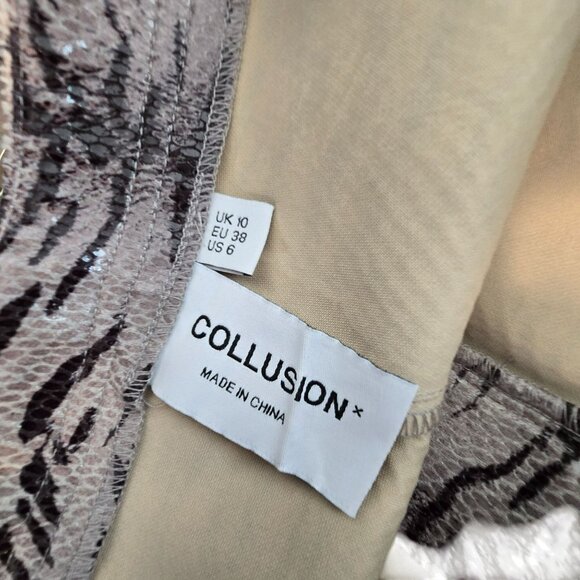 UK 10
EU 38
US 6
COLLUSION x
MADE IN CHINA